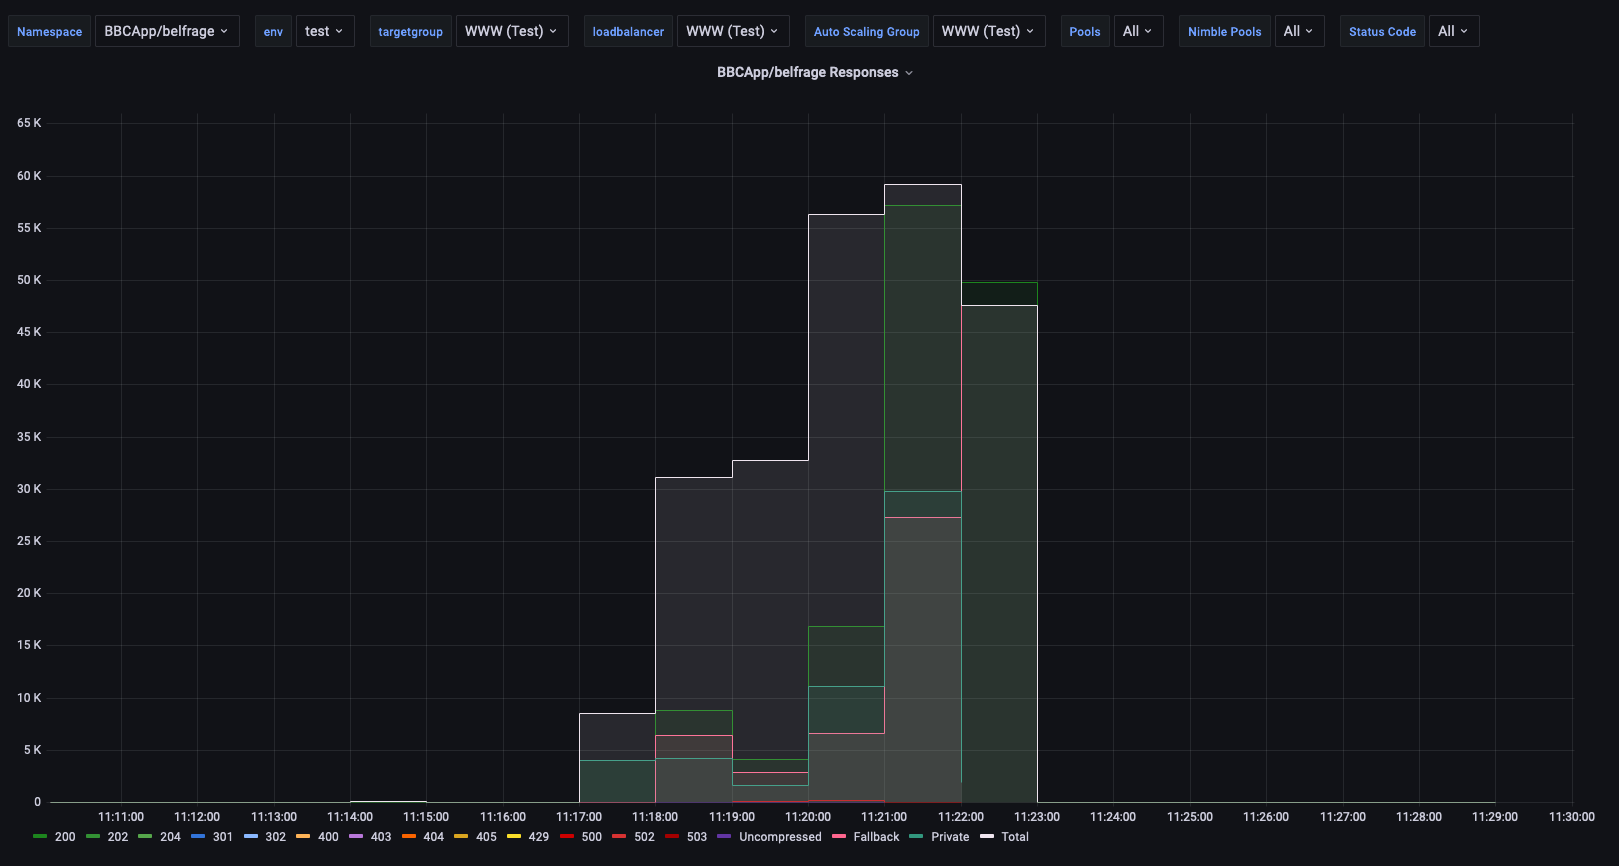 Namespace BBCApp/belfrage env test targetgroup WWW (Test) loadbalancer WWW (Test) Auto Scaling Group WWW (Test) Pools All Nimble Pools All Status Code All
BBCApp/belfrage Responses
65 K
60 K
55 K
50 K
45 K
40 K
35 K
30 K
25 K
20 K
15 K
10 K
5 K
0
11:11:00 11:12:00 11:13:00 11:14:00 11:15:00 11:16:00 11:17:00 11:18:00 11:19:00 11:20:00 11:21:00 11:22:00 11:23:00 11:24:00 11:25:00 11:26:00 11:27:00 11:28:00 11:29:00 11:30:00
200 202 204 301 302 400 403 404 405 429 500 502 503 Uncompressed Fallback Private Total